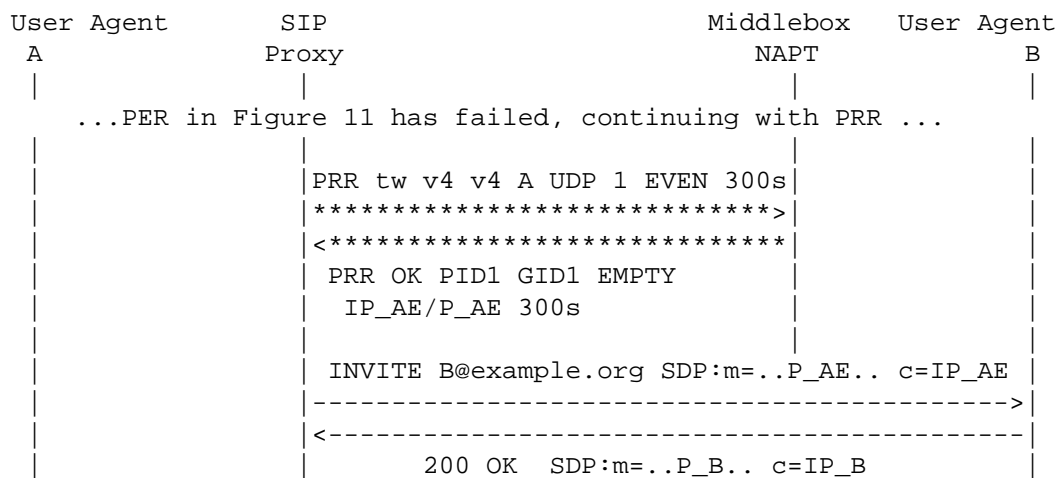 User Agent       SIP                        Middlebox   User Agent
 A              Proxy                          NAPT             B
 |                |                              |              |
    ...PER in Figure 11 has failed, continuing with PRR ...
 |                |                              |              |
 |                |PRR tw v4 v4 A UDP 1 EVEN 300s|              |
 |                |*****************************>|              |
 |                |<*****************************|              |
 |                | PRR OK PID1 GID1 EMPTY       |              |
 |                |  IP_AE/P_AE 300s             |              |
 |                |                              |              |
 |                | INVITE B@example.org SDP:m=..P_AE.. c=IP_AE |
 |                |-------------------------------------------->|
 |                |<--------------------------------------------|
 |                |       200 OK  SDP:m=..P_B.. c=IP_B          |